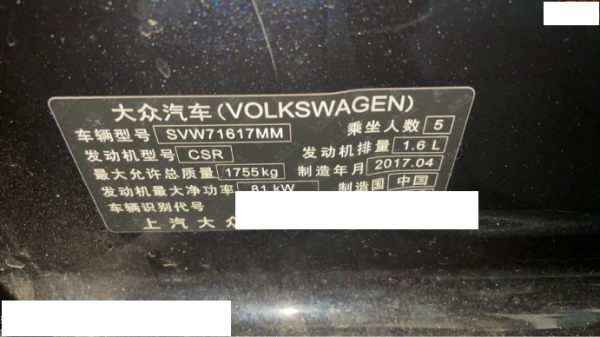 大众汽车(VOLKSWAGEN)
车辆型号 SVW71617MM 乘坐人数 5
发动机型号 CSR 发动机排量 1.6 L
最大允许总质量 1755kg 制造年月 2017.04
发动机最大净功率 81 kW 制造国 中国
车辆识别代号
上汽大众